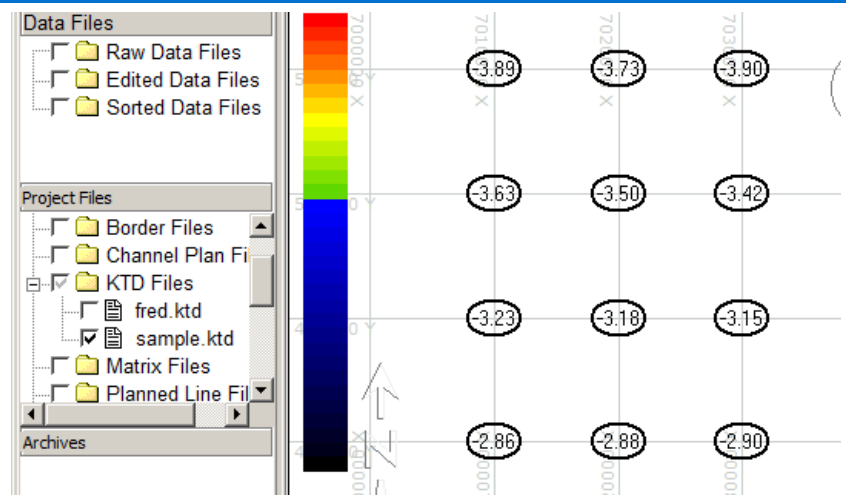 Data Files
Raw Data Files
Edited Data Files
Sorted Data Files
Project Files
Border Files
Channel Plan Fi
KTD Files
fred.ktd
sample.ktd
Matrix Files
Planned Line Fil
Archives
-3.89 -3.73 -3.90
-3.63 -3.50 -3.42
-3.23 -3.18 -3.15
-2.86 -2.88 -2.90